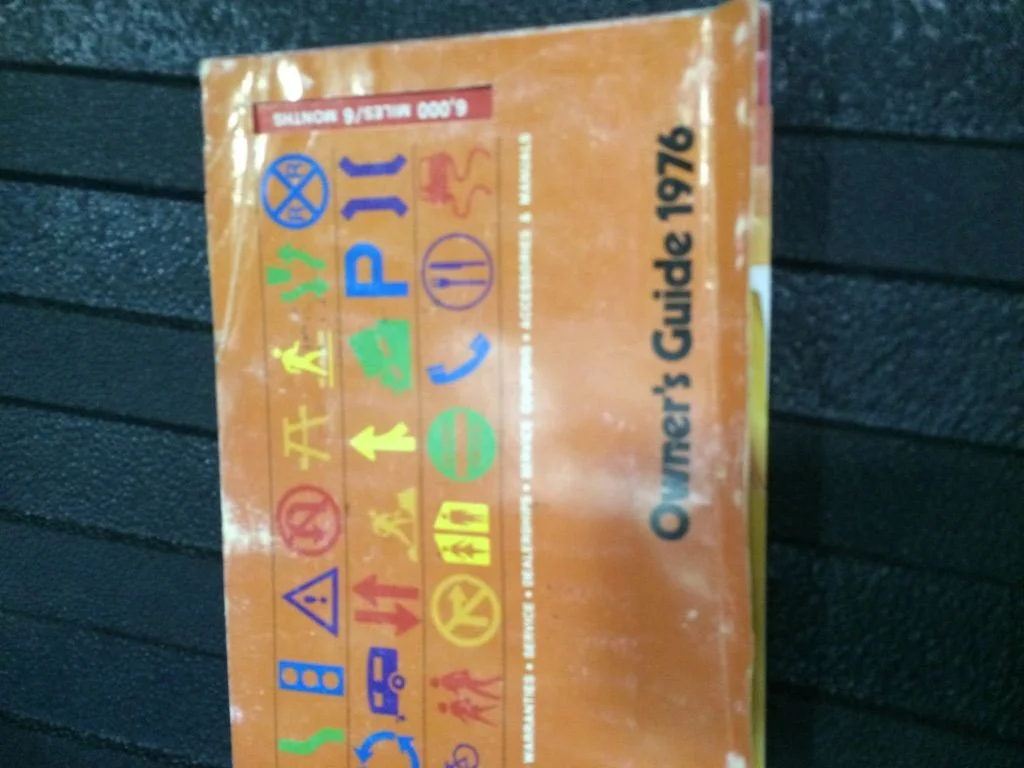 6,000 MILES/6 MONTHS
P
WARRANTIES • SERVICE • DEALERSHIPS • SERVICE COUPONS • ACCESSORIES & MANUALS
Owner's Guide 1976